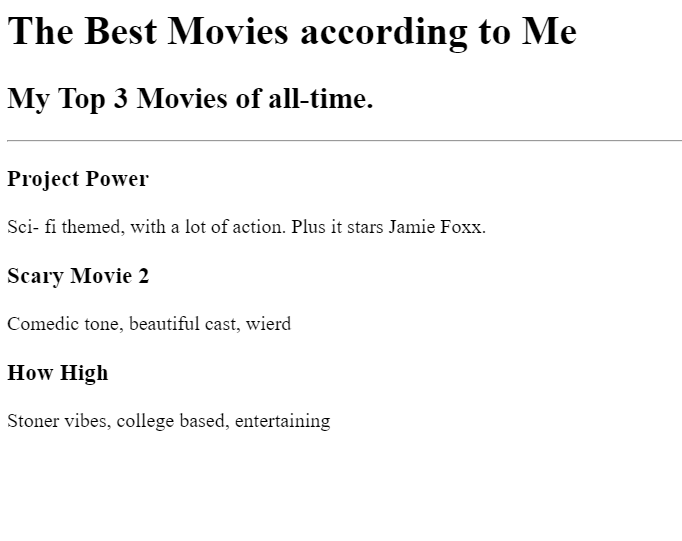 The Best Movies according to Me
My Top 3 Movies of all-time.
Project Power
Sci- fi themed, with a lot of action. Plus it stars Jamie Foxx.
Scary Movie 2
Comedic tone, beautiful cast, wierd
How High
Stoner vibes, college based, entertaining